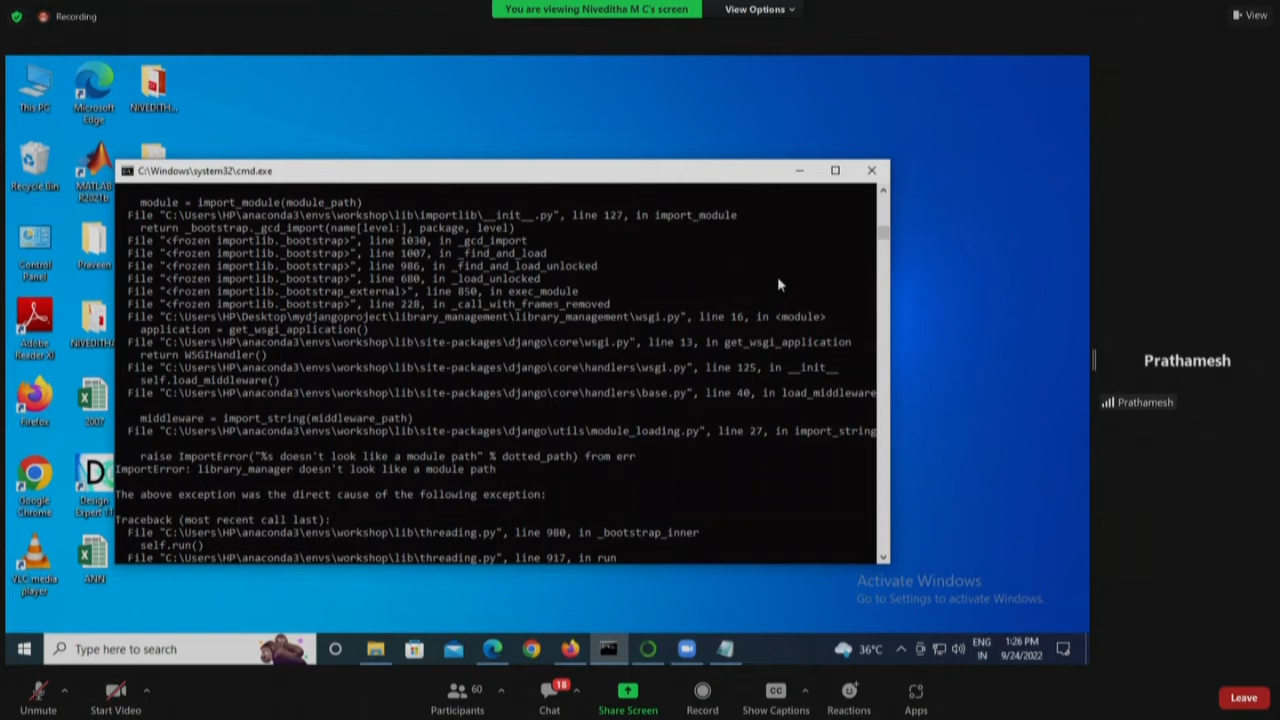 Recording
You are viewing Niveditha M C's screen
View Options
View
This PC
Microsoft
Edge
NIVEDITH...
Recycle Bin
MATLAB
R2021b
Control
Panel
Praveen
Adobe
Reader XI
NIVEDITHA
Firefox
2007
Google
Chrome
Design
Expert 11
VLC media
player
ANN
C:\Windows\system32\cmd.exe
module = import_module(module_path)
File "C:\Users\HP\anaconda3\envs\workshop\lib\importlib\__init__.py", line 127, in import_module
return _bootstrap._gcd_import(name[level:], package, level)
File "<frozen importlib._bootstrap>", line 1030, in _gcd_import
File "<frozen importlib._bootstrap>", line 1007, in _find_and_load
File "<frozen importlib._bootstrap>", line 986, in _find_and_load_unlocked
File "<frozen importlib._bootstrap>", line 680, in _load_unlocked
File "<frozen importlib._bootstrap_external>", line 850, in exec_module
File "<frozen importlib._bootstrap>", line 228, in _call_with_frames_removed
File "C:\Users\HP\Desktop\mydjangoproject\library_management\library_management\wsgi.py", line 16, in <module>
application = get_wsgi_application()
File "C:\Users\HP\anaconda3\envs\workshop\lib\site-packages\django\core\wsgi.py", line 13, in get_wsgi_application
return WSGIHandler()
File "C:\Users\HP\anaconda3\envs\workshop\lib\site-packages\django\core\handlers\wsgi.py", line 125, in __init__
self.load_middleware()
File "C:\Users\HP\anaconda3\envs\workshop\lib\site-packages\django\core\handlers\base.py", line 40, in load_middleware
middleware = import_string(middleware_path)
File "C:\Users\HP\anaconda3\envs\workshop\lib\site-packages\django\utils\module_loading.py", line 27, in import_string
raise ImportError("%s doesn't look like a module path" % dotted_path) from err
ImportError: library_manager doesn't look like a module path
The above exception was the direct cause of the following exception:
Traceback (most recent call last):
File "C:\Users\HP\anaconda3\envs\workshop\lib\threading.py", line 980, in _bootstrap_inner
self.run()
File "C:\Users\HP\anaconda3\envs\workshop\lib\threading.py", line 917, in run
Prathamesh
Prathamesh
Activate Windows
Go to Settings to activate Windows.
Type here to search
36°C
ENG
IN
1:26 PM
9/24/2022
Unmute
Start Video
60
Participants
18
Chat
Share Screen
Record
CC
Show Captions
Reactions
Apps
Leave